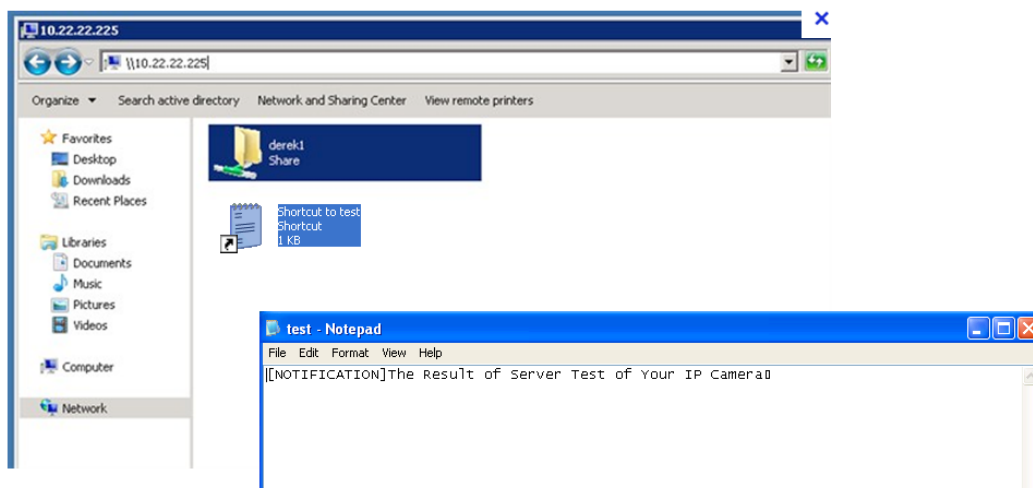 10.22.22.225
\\10.22.22.225
Organize Search active directory Network and Sharing Center View remote printers
Favorites
Desktop
Downloads
Recent Places
Libraries
Documents
Music
Pictures
Videos
Computer
Network
derek1
Share
Shortcut to test
Shortcut
1 KB
test - Notepad
File Edit Format View Help
[NOTIFICATION]The Result of Server Test of Your IP Camera▯